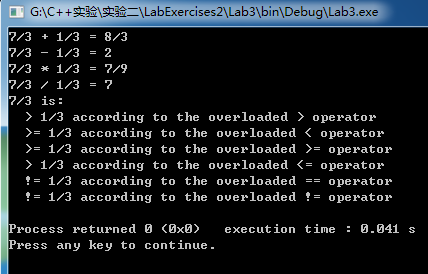 G:\C++实验\实验二\LabExercises2\Lab3\bin\Debug\Lab3.exe
7/3 + 1/3 = 8/3
7/3 - 1/3 = 2
7/3 * 1/3 = 7/9
7/3 / 1/3 = 7
7/3 is:
  > 1/3 according to the overloaded > operator
  >= 1/3 according to the overloaded < operator
  >= 1/3 according to the overloaded >= operator
  > 1/3 according to the overloaded <= operator
  != 1/3 according to the overloaded == operator
  != 1/3 according to the overloaded != operator
Process returned 0 (0x0)   execution time : 0.041 s
Press any key to continue.